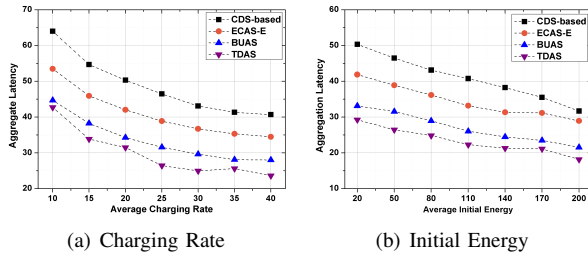 CDS-based
ECAS-E
BUAS
TDAS
Aggregate Latency
70
60
50
40
30
20
10 15 20 25 30 35 40
Average Charging Rate
(a) Charging Rate
CDS-based
ECAS-E
BUAS
TDAS
Aggregation Latency
60
50
40
30
20
10
20 50 80 110 140 170 200
Average Initial Energy
(b) Initial Energy